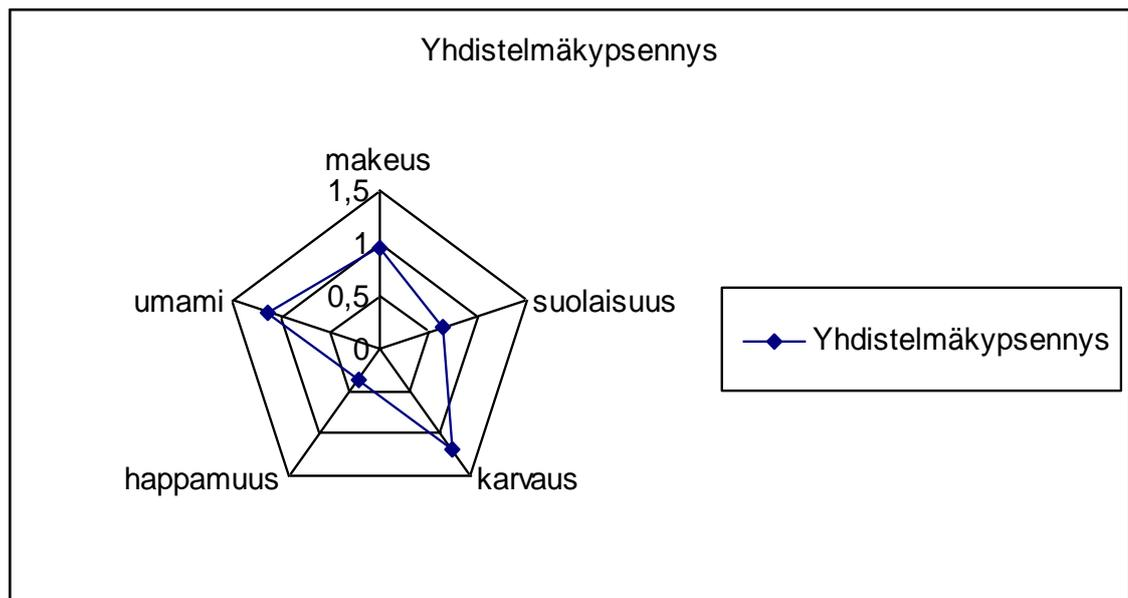 Yhdistelmäkypsennys
makeus
1,5
1
umami
0,5
suolaisuus
0
Yhdistelmäkypsennys
happamuus
karvaus